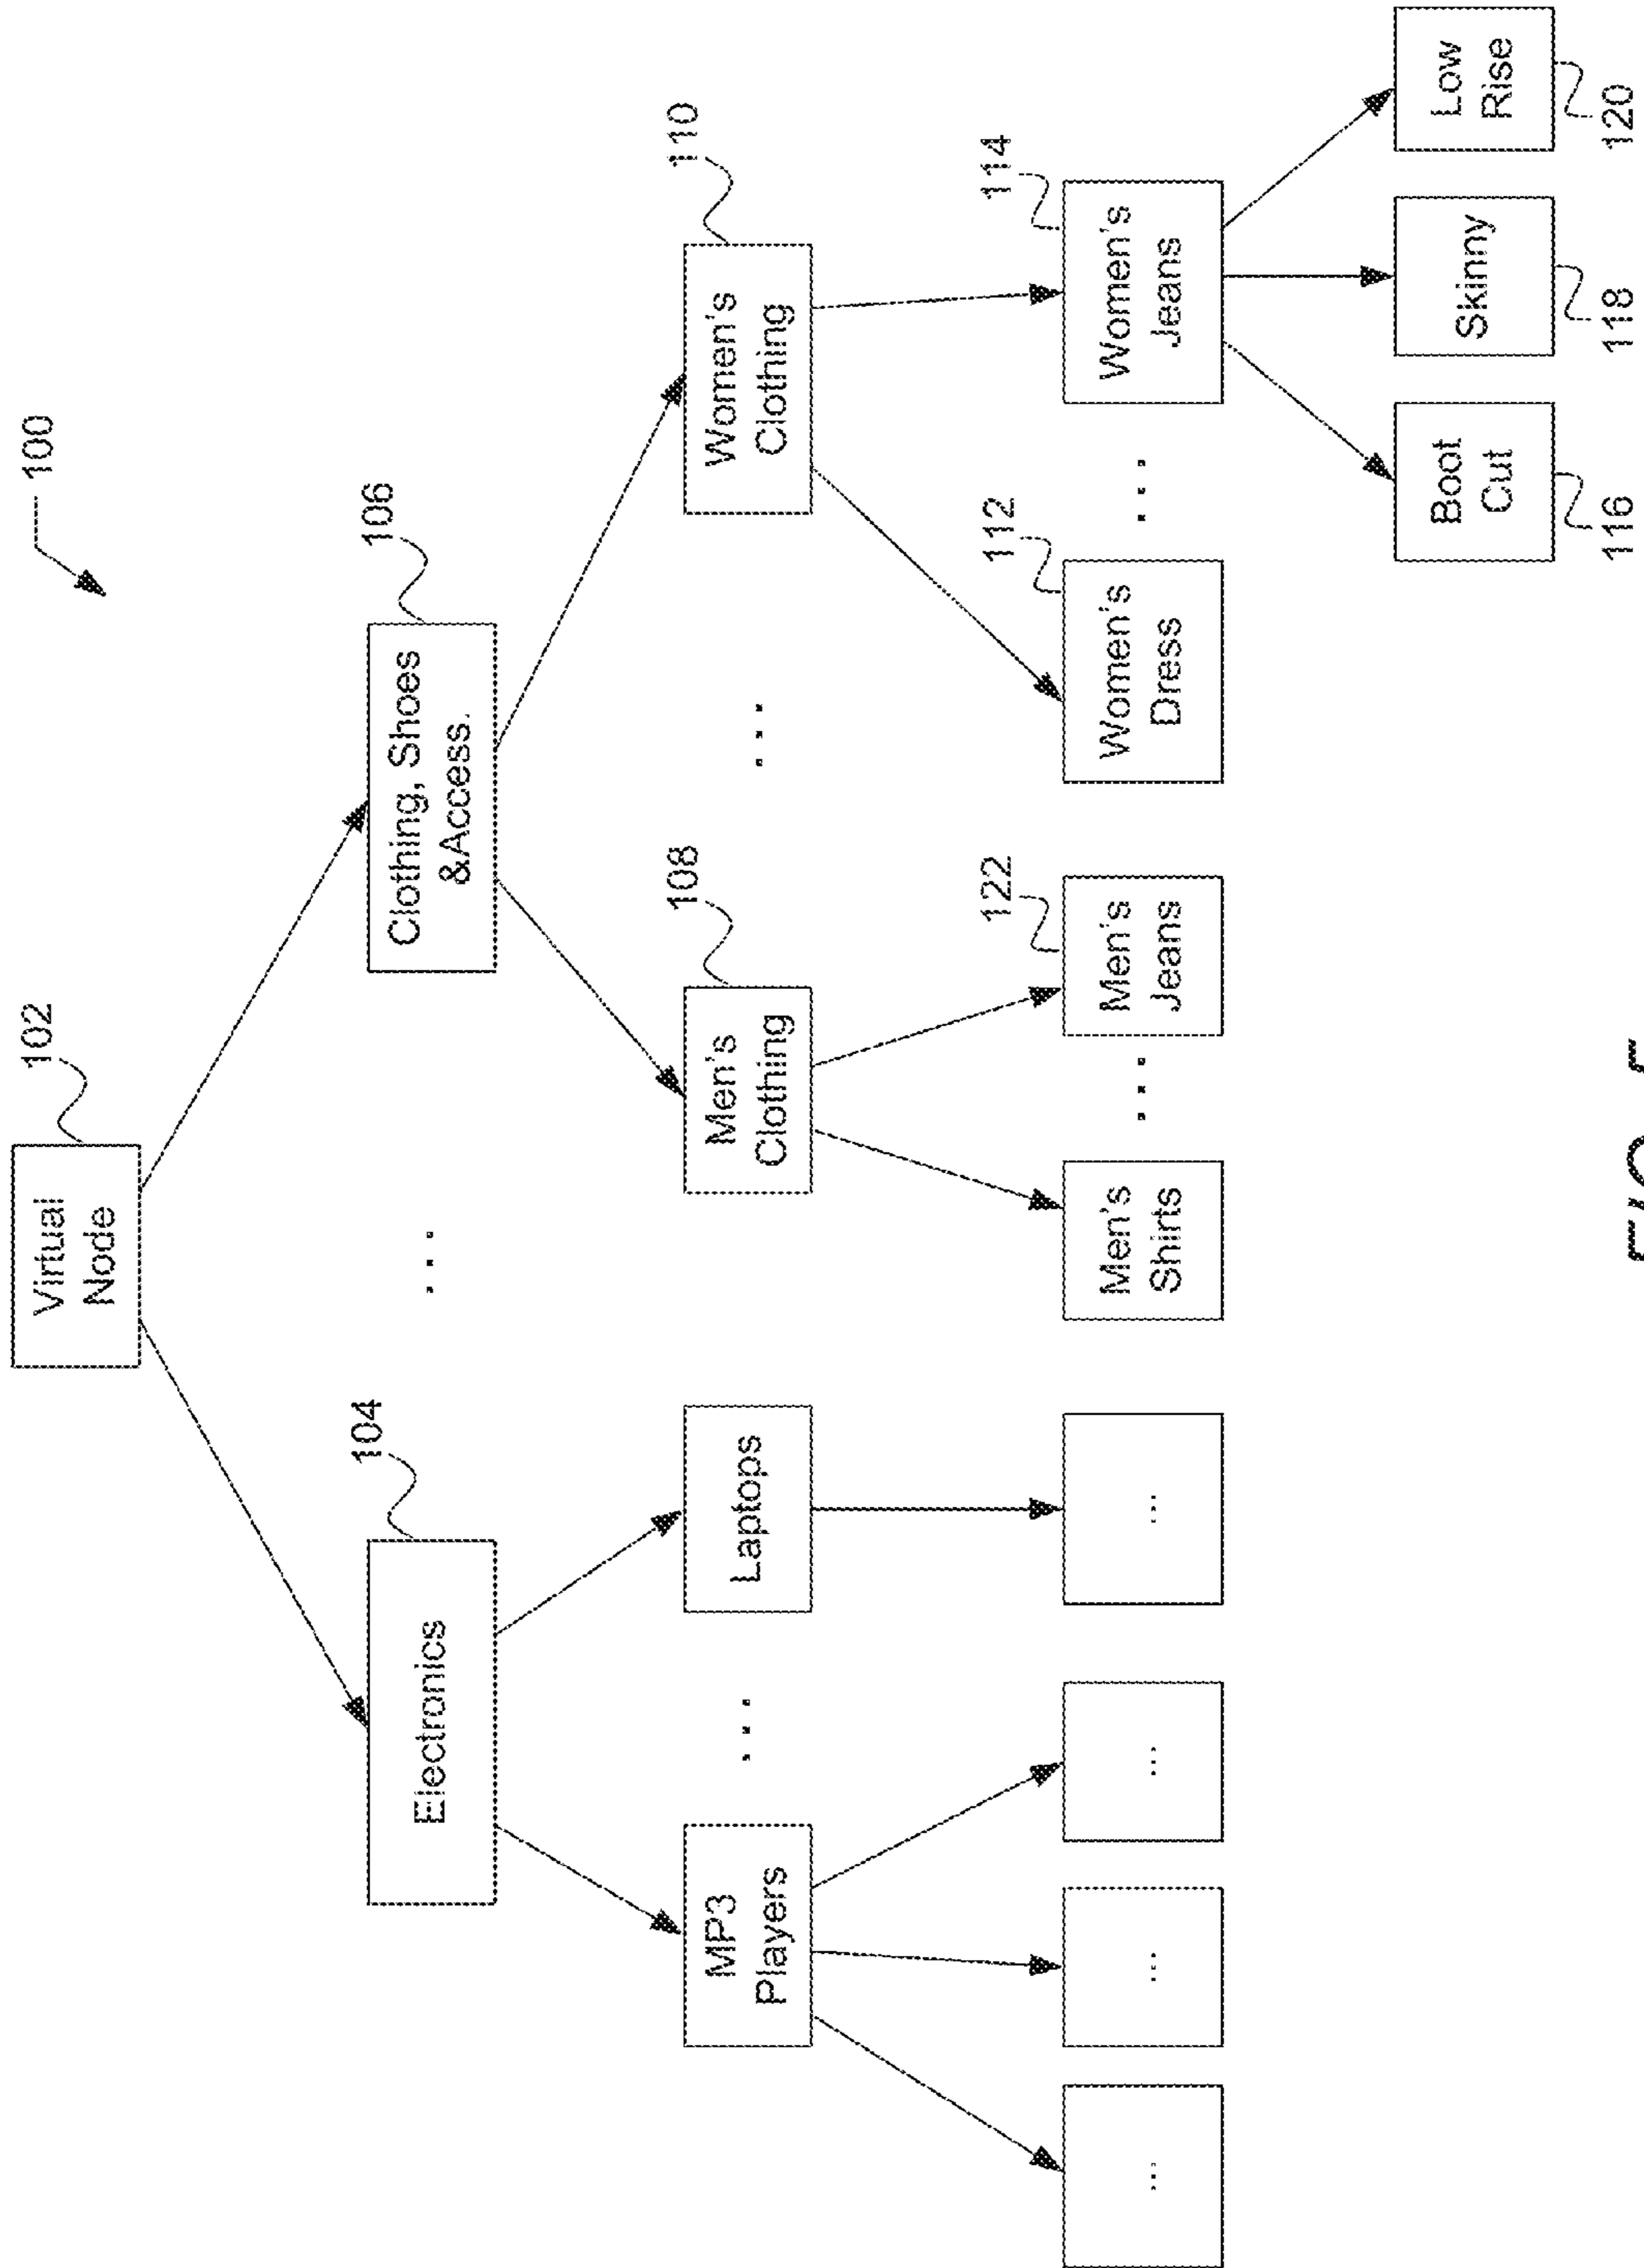 100
102
Virtual
Node
104
Electronics
...
106
Clothing, Shoes
&Access.
MP3
Players
...
Laptops
108
Men's
Clothing
...
110
Women's
Clothing
...
...
...
...
Men's
Shirts
...
122
Men's
Jeans
112
Women's
Dress
...
114
Women's
Jeans
Boot
Cut
Skinny
Low
Rise
116
118
120
FIG.